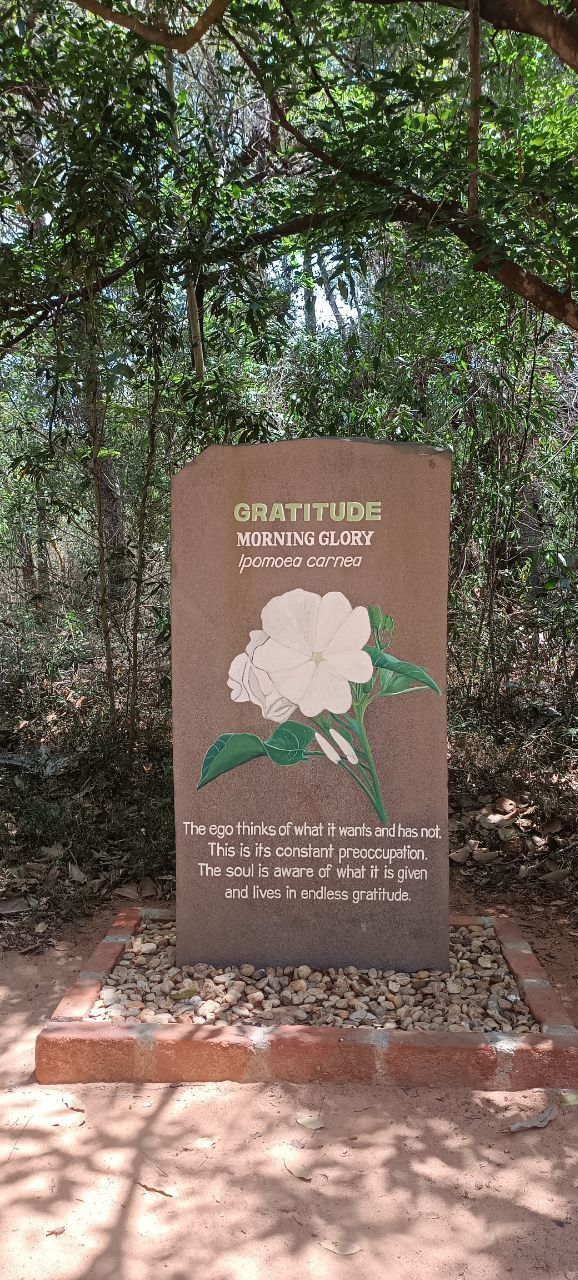 GRATITUDE
MORNING GLORY
Ipomoea carnea
The ego thinks of what it wants and has not.
This is its constant preoccupation.
The soul is aware of what it is given
and lives in endless gratitude.